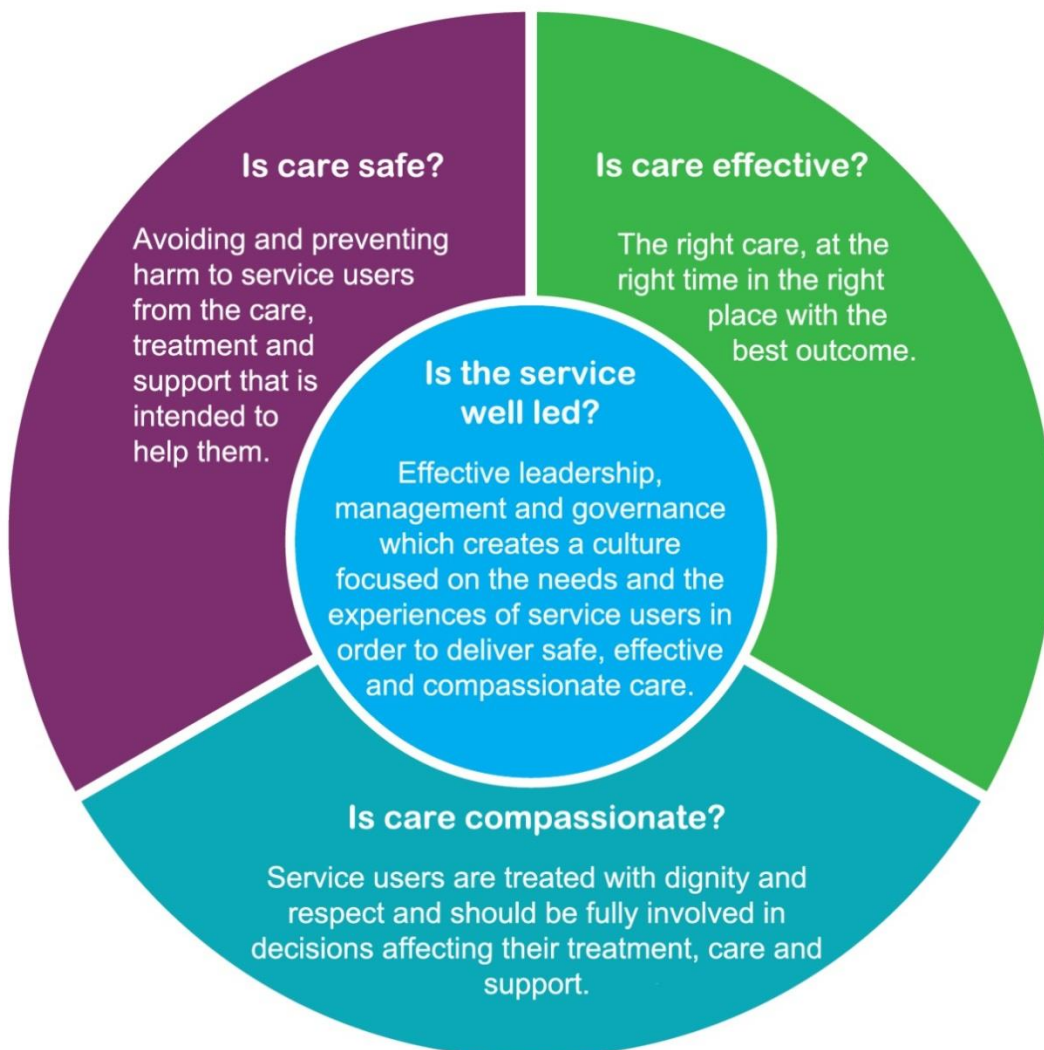 Is care safe?
Avoiding and preventing
harm to service users
from the care,
treatment and
support that is
intended to
help them.
Is care effective?
The right care, at the
right time in the right
place with the
best outcome.
Is the service
well led?
Effective leadership,
management and governance
which creates a culture
focused on the needs and the
experiences of service users in
order to deliver safe, effective
and compassionate care.
Is care compassionate?
Service users are treated with dignity and
respect and should be fully involved in
decisions affecting their treatment, care and
support.